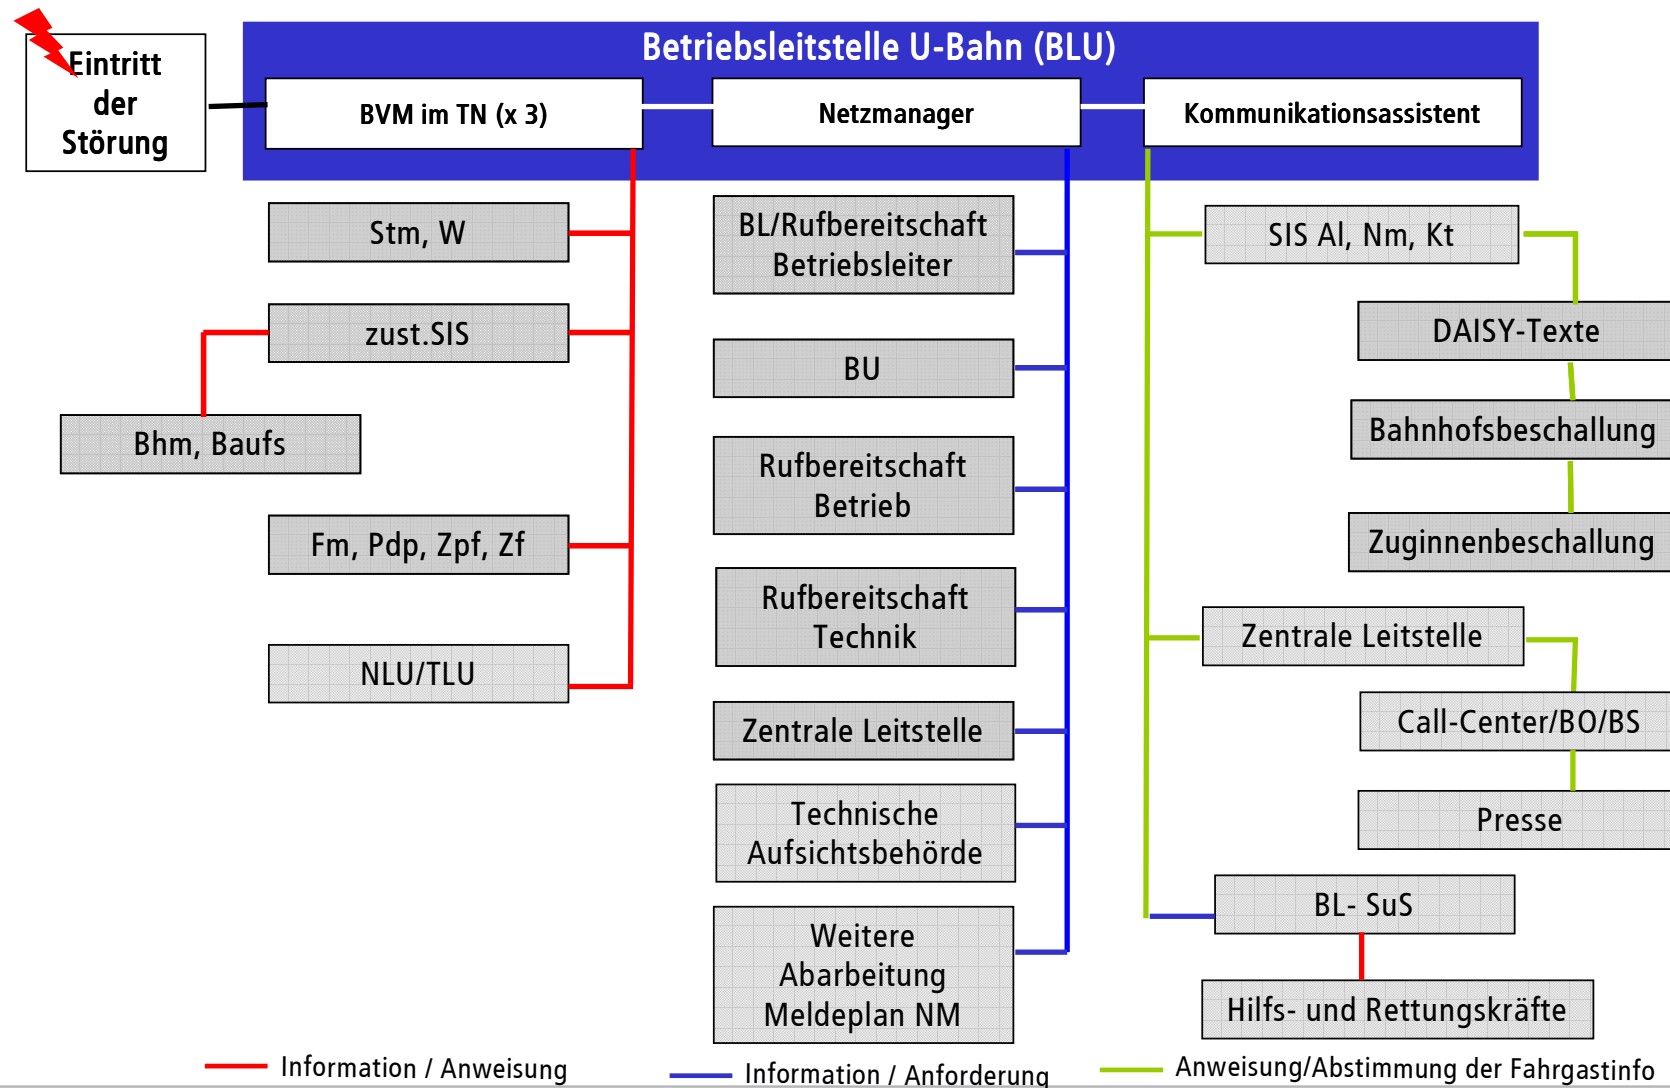 Eintritt
der
Störung
Betriebsleitstelle U-Bahn (BLU)
BVM im TN (x 3)
Netzmanager
Kommunikationsassistent
Stm, W
zust.SIS
Bhm, Baufs
Fm, Pdp, Zpf, Zf
NLU/TLU
BL/Rufbereitschaft
Betriebsleiter
BU
Rufbereitschaft
Betrieb
Rufbereitschaft
Technik
Zentrale Leitstelle
Technische
Aufsichtsbehörde
Weitere
Abarbeitung
Meldeplan NM
SIS Al, Nm, Kt
DAISY-Texte
Bahnhofsbeschallung
Zuginnenbeschallung
Zentrale Leitstelle
Call-Center/BO/BS
Presse
BL- SuS
Hilfs- und Rettungskräfte
Information / Anweisung
Information / Anforderung
Anweisung/Abstimmung der Fahrgastinfo